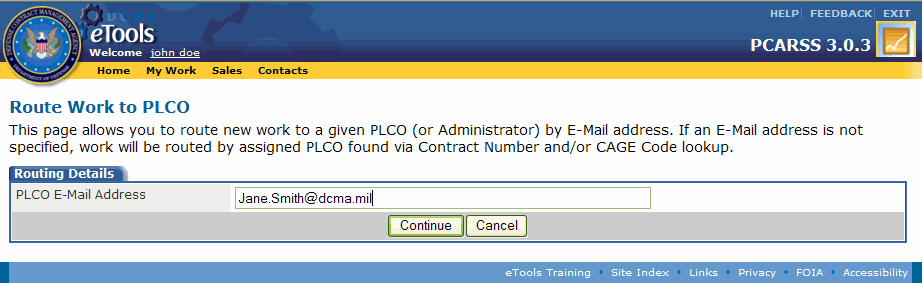 HELP | FEEDBACK | EXIT
eTools
Welcome john doe
PCARSS 3.0.3
Home My Work Sales Contacts
Route Work to PLCO
This page allows you to route new work to a given PLCO (or Administrator) by E-Mail address. If an E-Mail address is not
specified, work will be routed by assigned PLCO found via Contract Number and/or CAGE Code lookup.
Routing Details
PLCO E-Mail Address Jane.Smith@dcma.mil
Continue Cancel
eTools Training • Site Index • Links • Privacy • FOIA • Accessibility